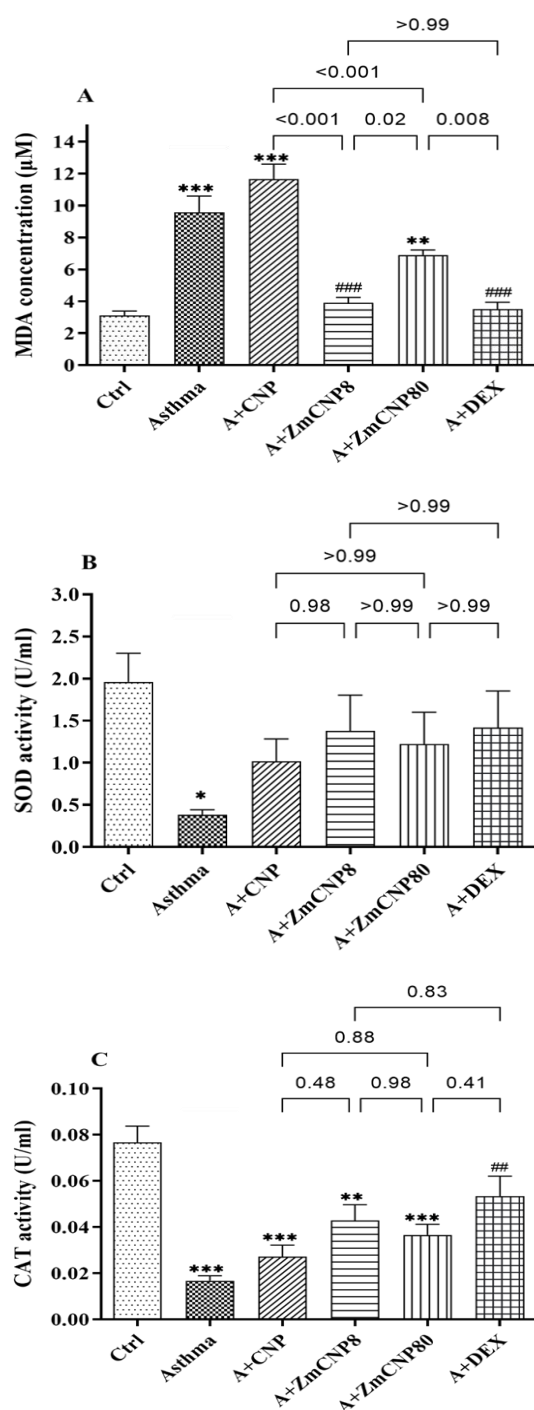 >0.99
<0.001
A
<0.001 0.02 0.008
MDA concentration (µM)
14
12
10
8
6
4
2
0
***
***
###
**
###
Ctrl
Asthma
A+CNP
A+ZmCNP8
A+ZmCNP80
A+DEX
>0.99
B
>0.99
0.98 >0.99 >0.99
SOD activity (U/ml)
3.0
2.5
2.0
1.5
1.0
0.5
0.0
*
Ctrl
Asthma
A+CNP
A+ZmCNP8
A+ZmCNP80
A+DEX
0.83
C
0.88
0.48 0.98 0.41
CAT activity (U/ml)
0.10
0.08
0.06
0.04
0.02
0.00
***
***
**
***
##
Ctrl
Asthma
A+CNP
A+ZmCNP8
A+ZmCNP80
A+DEX